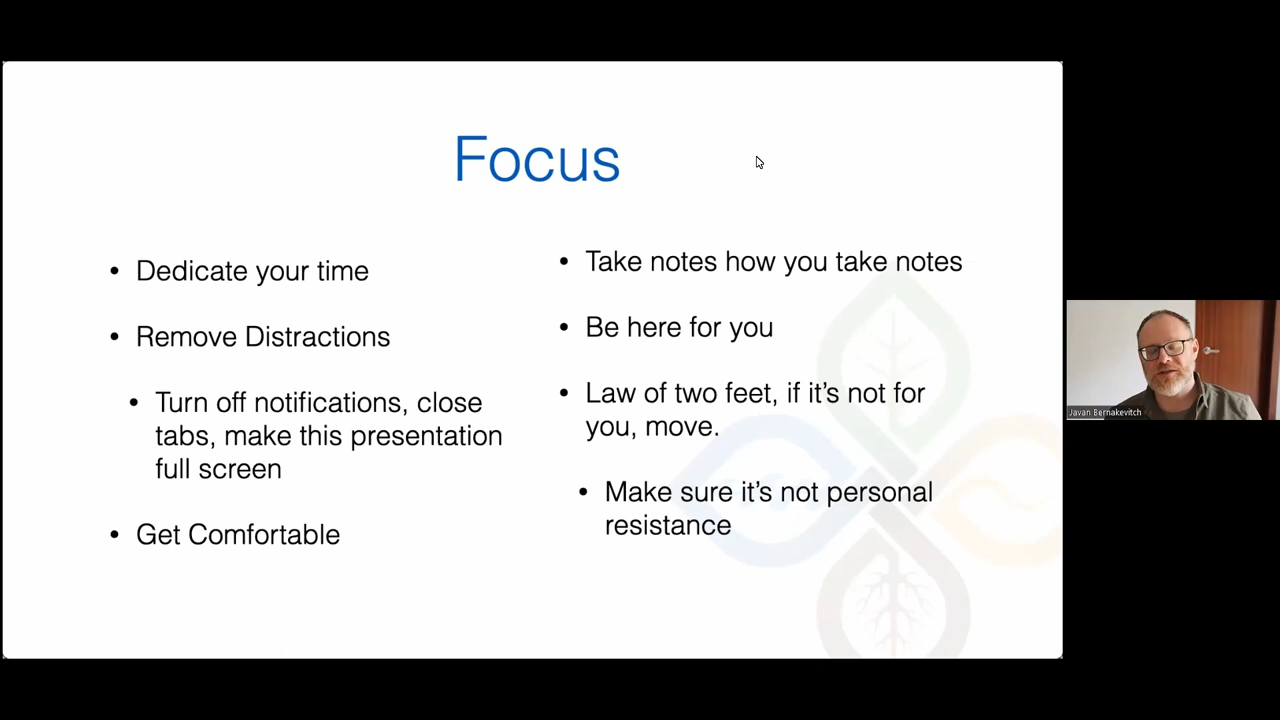 Focus
• Dedicate your time
• Remove Distractions
• Turn off notifications, close
tabs, make this presentation
full screen
• Get Comfortable
• Take notes how you take notes
• Be here for you
• Law of two feet, if it’s not for
you, move.
• Make sure it’s not personal
resistance
Javan Bernakevitch